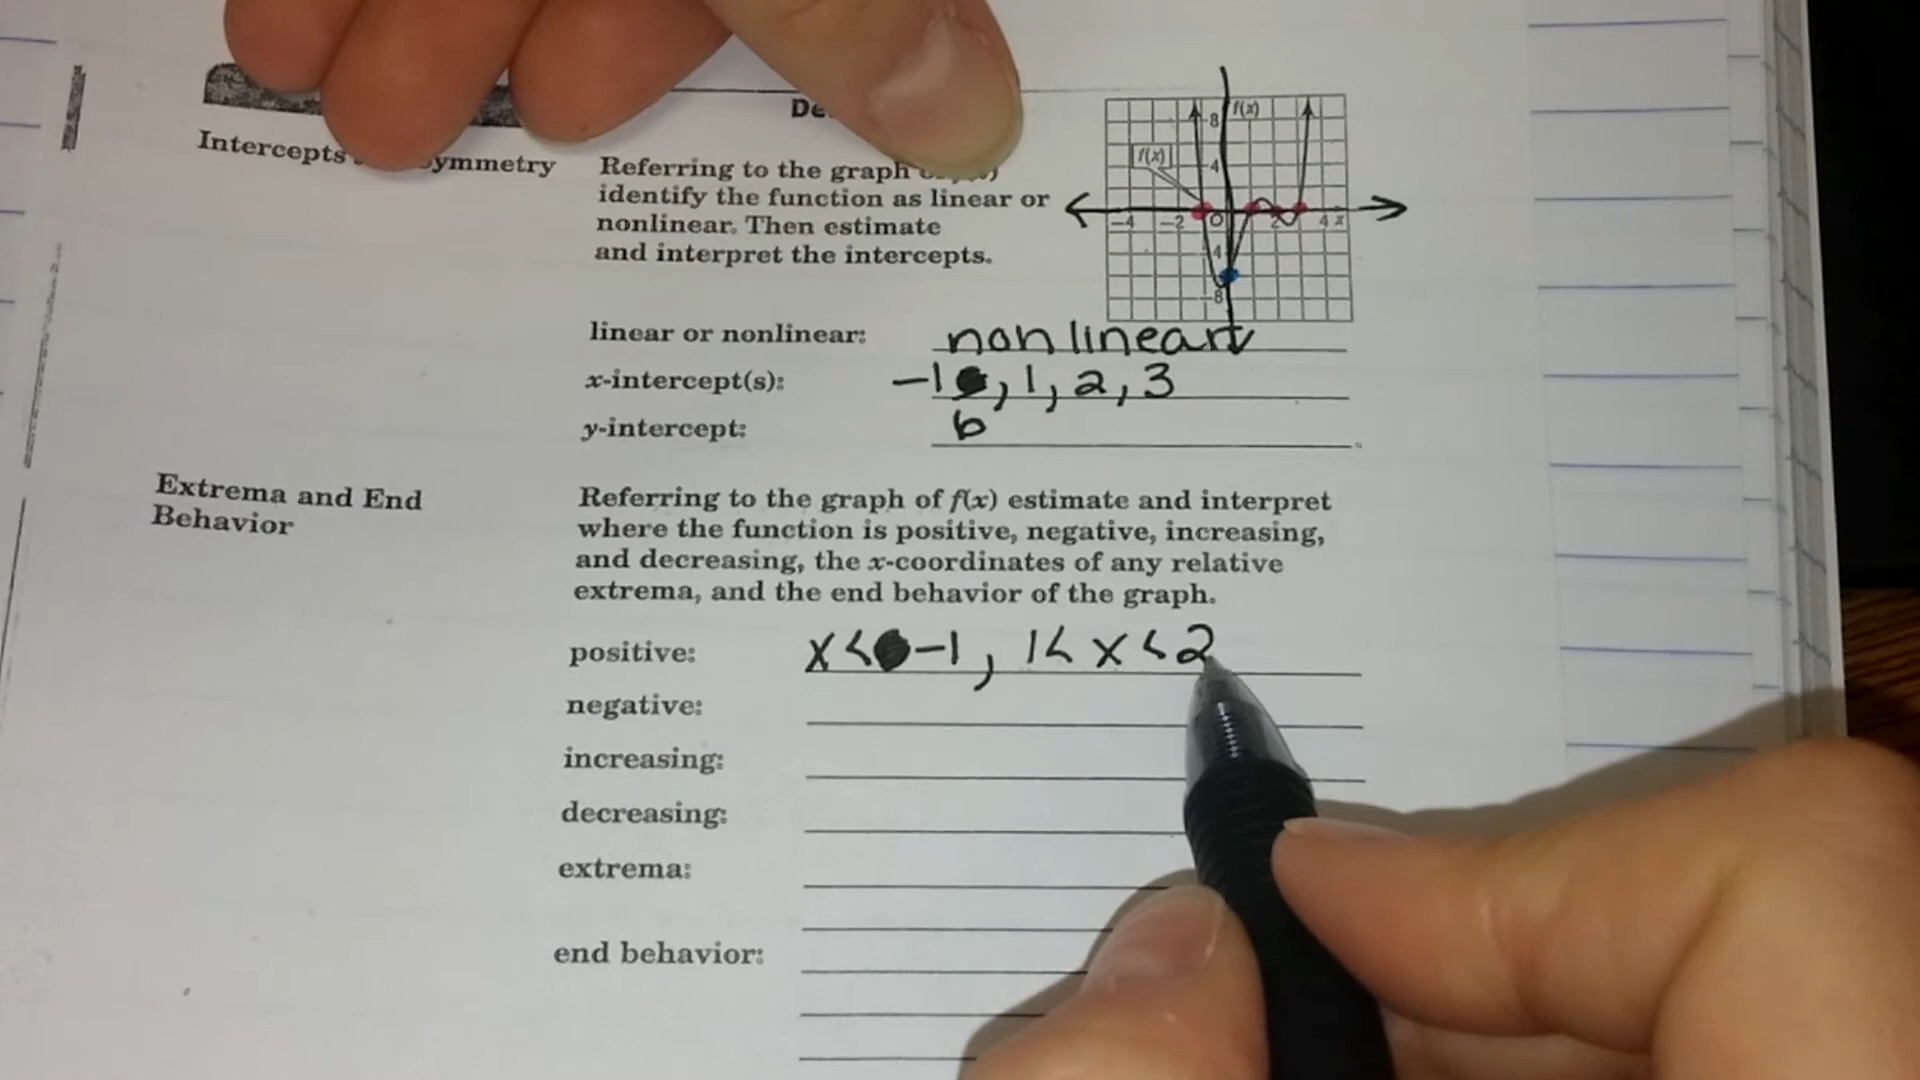 De
f(x)
8
f(x)
4
-4 -2 O 2 4 x
4
-8
Intercepts ymmetry
Referring to the graph
identify the function as linear or
nonlinear. Then estimate
and interpret the intercepts.
linear or nonlinear: nonlinear
x-intercept(s): -1, 1, 2, 3
y-intercept: 6.
Extrema and End
Behavior
Referring to the graph of f(x) estimate and interpret
where the function is positive, negative, increasing,
and decreasing, the x-coordinates of any relative
extrema, and the end behavior of the graph.
positive: x < -1, 1 < x < 2
negative:
increasing:
decreasing:
extrema:
end behavior: